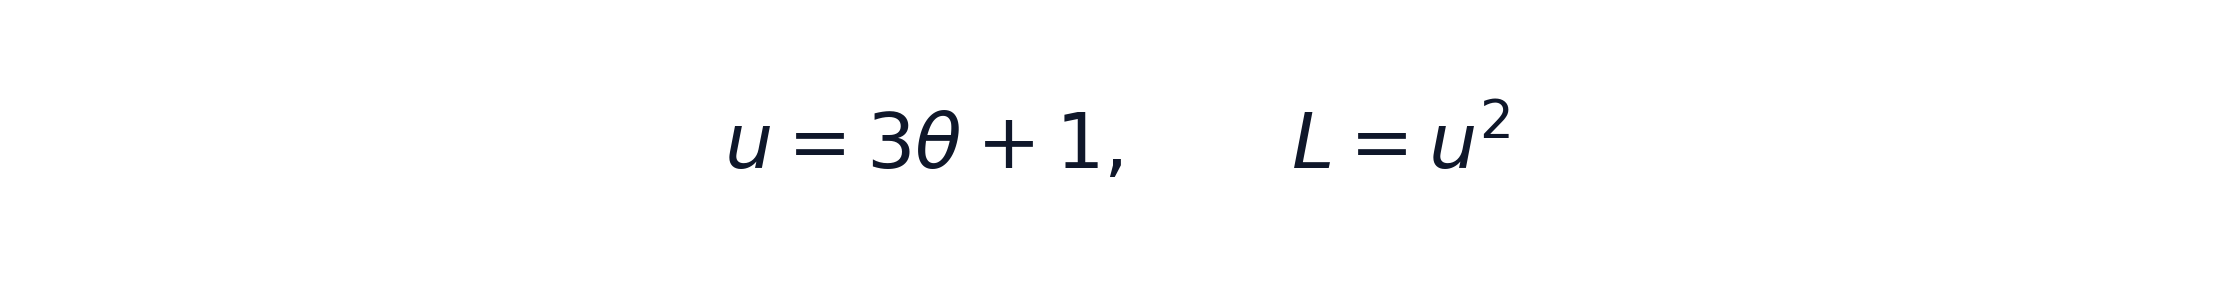 u = 3θ + 1,  L = u²